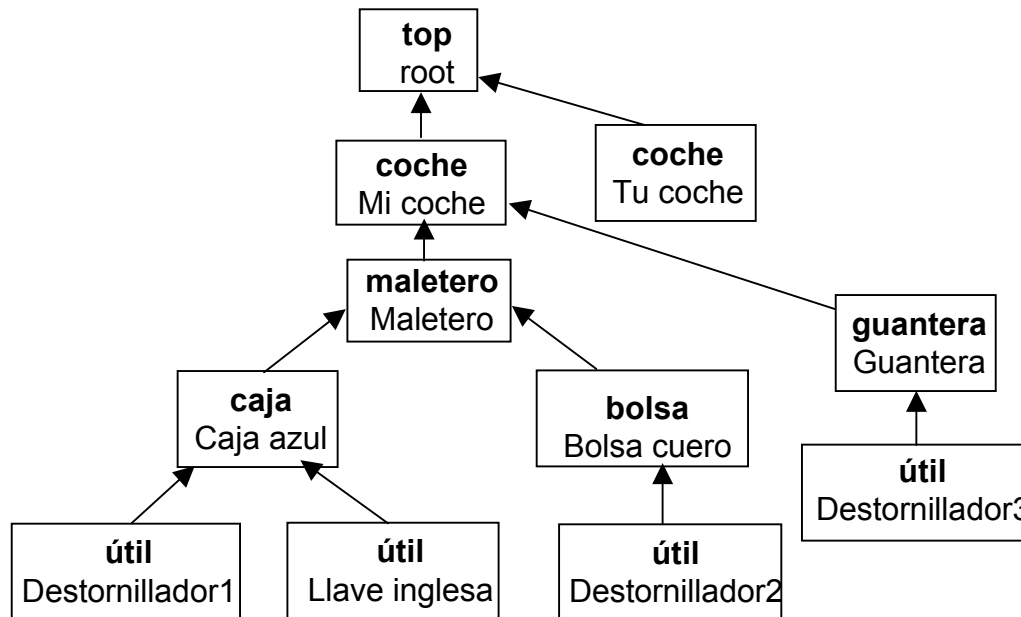 top
root
coche
Mi coche
coche
Tu coche
maletero
Maletero
guantera
Guantera
caja
Caja azul
bolsa
Bolsa cuero
útil
Destornillador3
útil
Destornillador1
útil
Llave inglesa
útil
Destornillador2